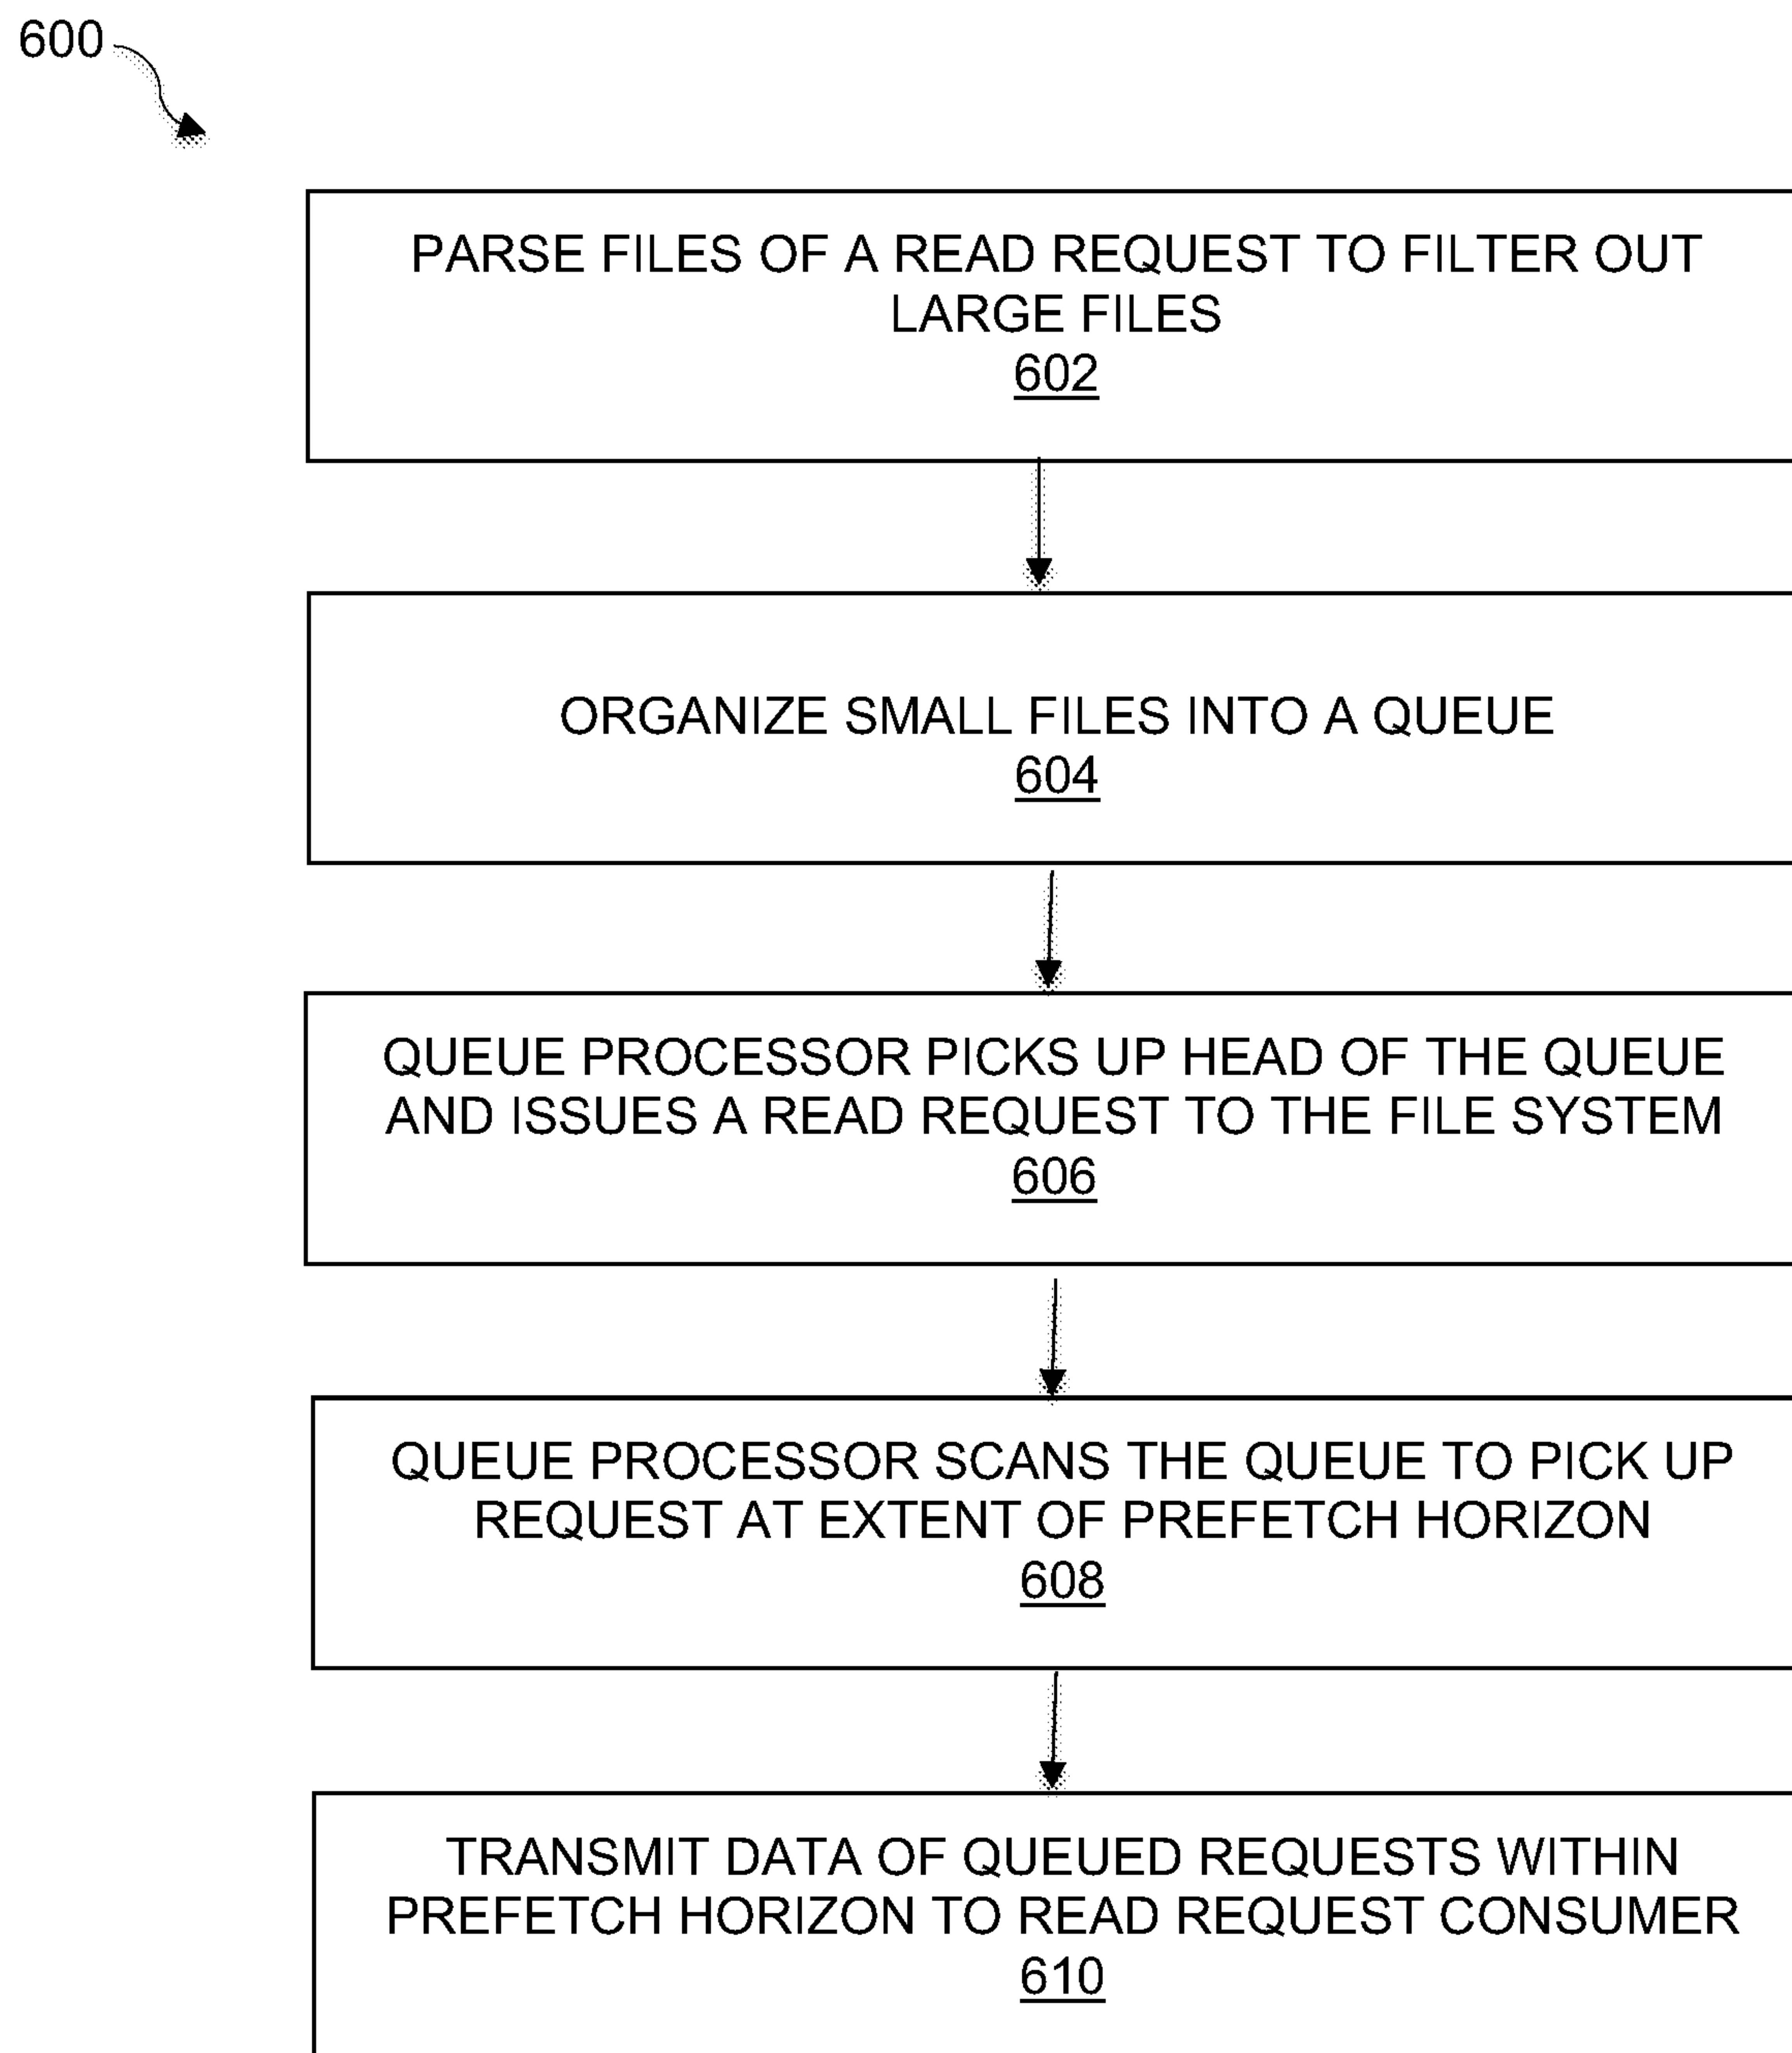 600
PARSE FILES OF A READ REQUEST TO FILTER OUT
LARGE FILES
602
ORGANIZE SMALL FILES INTO A QUEUE
604
QUEUE PROCESSOR PICKS UP HEAD OF THE QUEUE
AND ISSUES A READ REQUEST TO THE FILE SYSTEM
606
QUEUE PROCESSOR SCANS THE QUEUE TO PICK UP
REQUEST AT EXTENT OF PREFETCH HORIZON
608
TRANSMIT DATA OF QUEUED REQUESTS WITHIN
PREFETCH HORIZON TO READ REQUEST CONSUMER
610